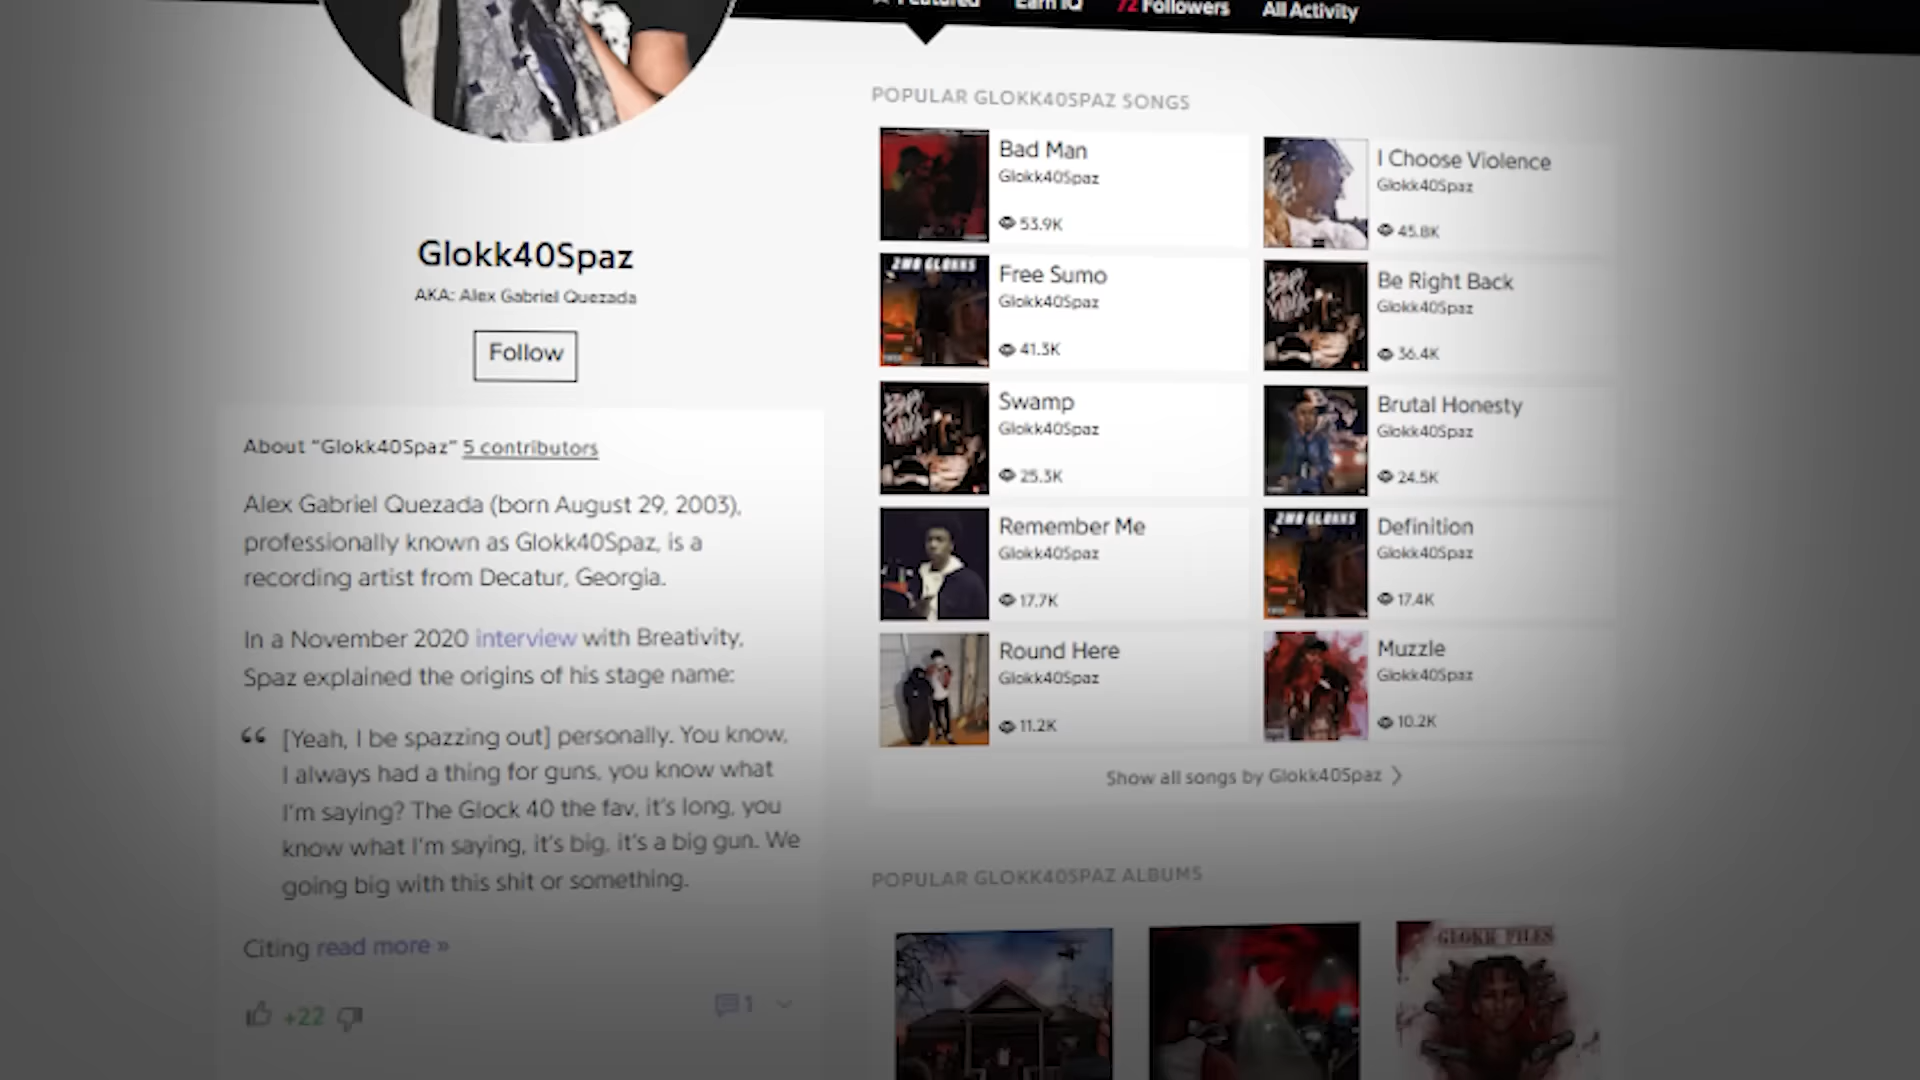 Featured
Earn IQ
72 Followers
All Activity
Glokk40Spaz
AKA: Alex Gabriel Quezada
Follow
About “Glokk40Spaz” 5 contributors
Alex Gabriel Quezada (born August 29, 2003),
professionally known as Glokk40Spaz, is a
recording artist from Decatur, Georgia.
In a November 2020 interview with Breativity,
Spaz explained the origins of his stage name:
“ [Yeah, I be spazzing out] personally. You know,
I always had a thing for guns, you know what
I’m saying? The Glock 40 the fav, it’s long, you
know what I’m saying, it’s big, it’s a big gun. We
going big with this shit or something.
Citing read more »
+22
1
POPULAR GLOKK40SPAZ SONGS
Bad Man
Glokk40Spaz
53.9K
I Choose Violence
Glokk40Spaz
45.8K
2MR GLOKKS
Free Sumo
Glokk40Spaz
41.3K
Be Right Back
Glokk40Spaz
36.4K
Swamp
Glokk40Spaz
25.3K
Brutal Honesty
Glokk40Spaz
24.5K
Remember Me
Glokk40Spaz
17.7K
2MR GLOKKS
Definition
Glokk40Spaz
17.4K
Round Here
Glokk40Spaz
11.2K
Muzzle
Glokk40Spaz
10.2K
Show all songs by Glokk40Spaz
POPULAR GLOKK40SPAZ ALBUMS
GLOKK FILES